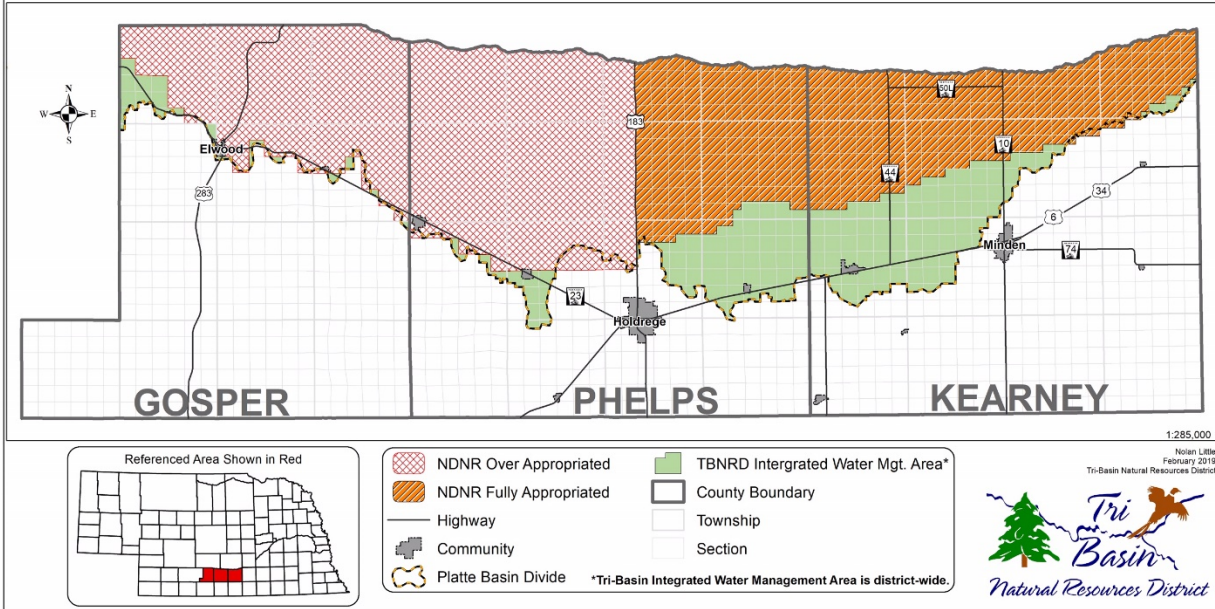 N
W E
S
50L
183
Elwood
10
44
34
283
6
Minden
74
23
Holdrege
GOSPER
PHELPS
KEARNEY
1:285,000
Nolan Little
February 2019
Tri-Basin Natural Resources District
Referenced Area Shown in Red
NDNR Over Appropriated
NDNR Fully Appropriated
Highway
Community
Platte Basin Divide
TBNRD Intergrated Water Mgt. Area*
County Boundary
Township
Section
*Tri-Basin Integrated Water Management Area is district-wide.
Tri
Basin
Natural Resources District